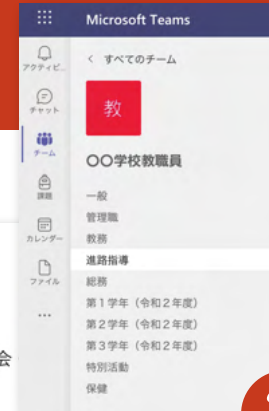 Microsoft Teams
アクティビ...
チャット
チーム
課題
カレンダー
ファイル
...
< すべてのチーム
教
〇〇学校教職員
一般
管理職
教務
進路指導
総務
第1学年（令和2年度）
第2学年（令和2年度）
第3学年（令和2年度）
特別活動
保健
会